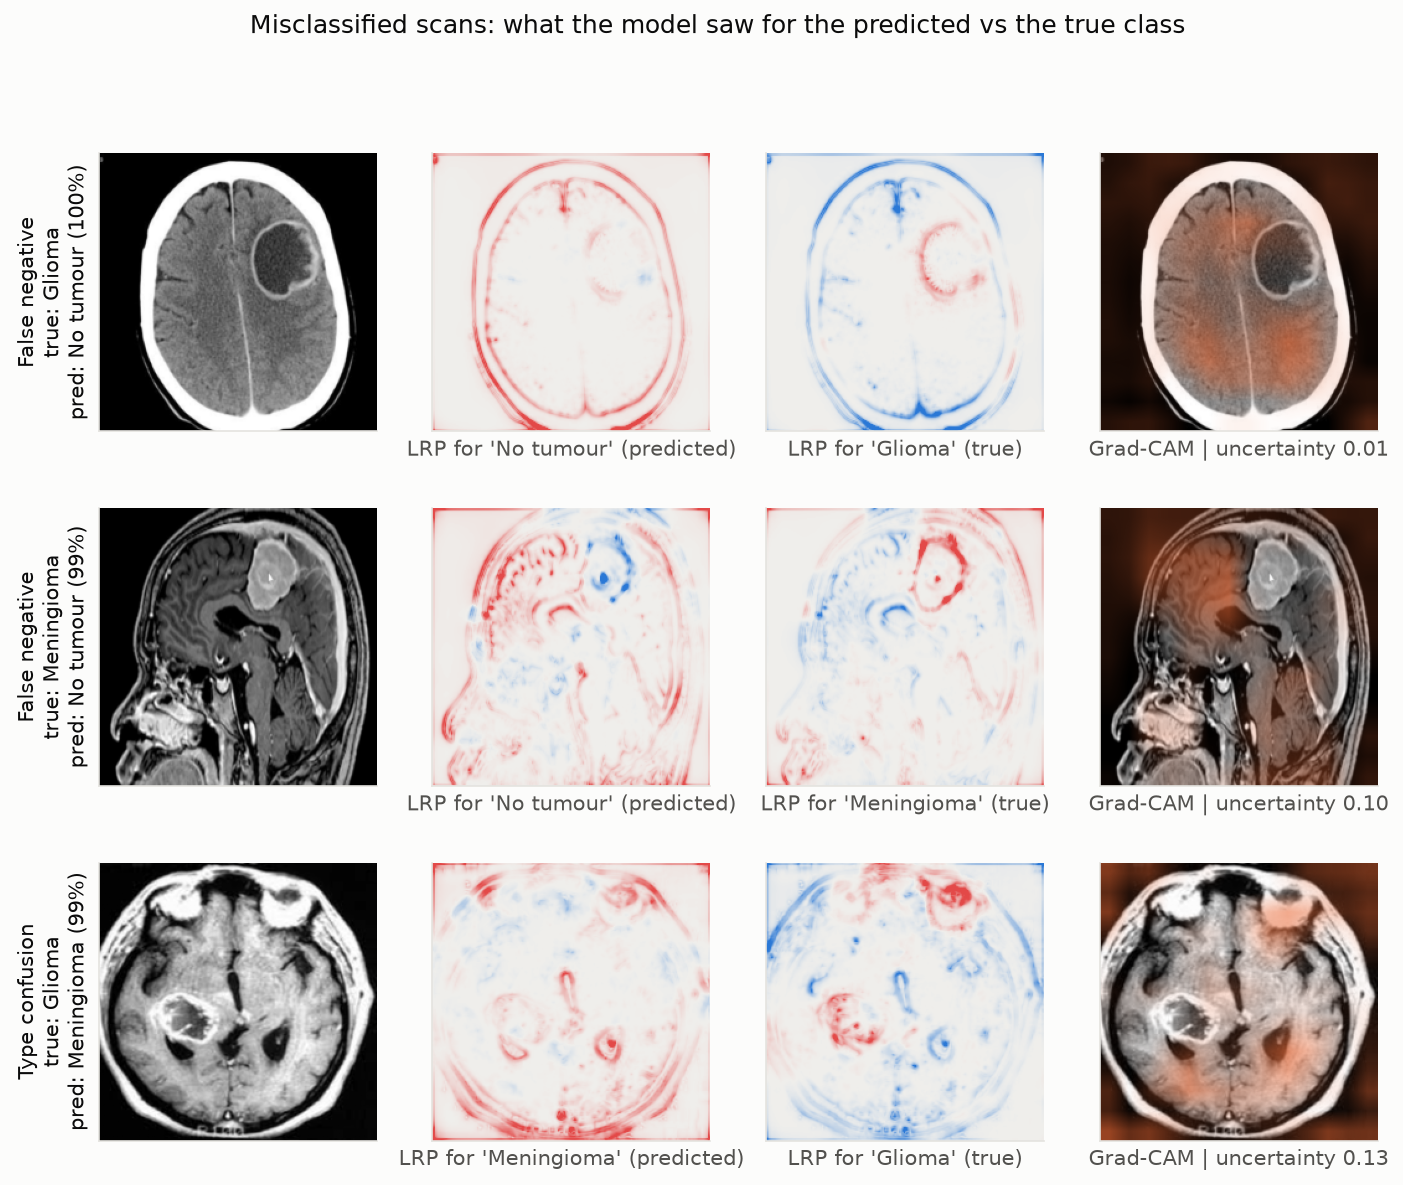 Misclassified scans: what the model saw for the predicted vs the true class
False negative
true: Glioma
pred: No tumour (100%)
LRP for 'No tumour' (predicted)
LRP for 'Glioma' (true)
Grad-CAM | uncertainty 0.01
False negative
true: Meningioma
pred: No tumour (99%)
LRP for 'No tumour' (predicted)
LRP for 'Meningioma' (true)
Grad-CAM | uncertainty 0.10
Type confusion
true: Glioma
pred: Meningioma (99%)
LRP for 'Meningioma' (predicted)
LRP for 'Glioma' (true)
Grad-CAM | uncertainty 0.13